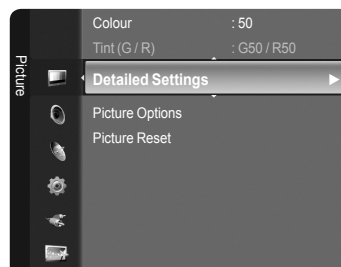 Picture
Colour : 50
Tint (G / R) : G50 / R50
Detailed Settings
Picture Options
Picture Reset